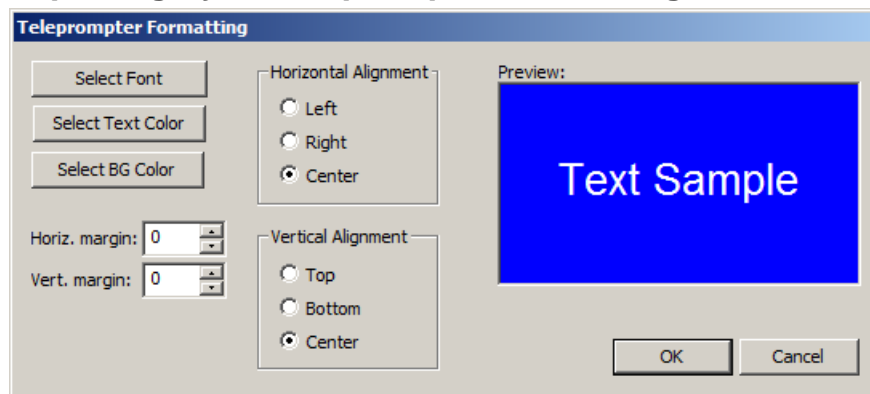 Teleprompter Formatting
Select Font
Select Text Color
Select BG Color
Horiz. margin: 0
Vert. margin: 0
Horizontal Alignment
Left
Right
Center
Vertical Alignment
Top
Bottom
Center
Preview:
Text Sample
OK
Cancel